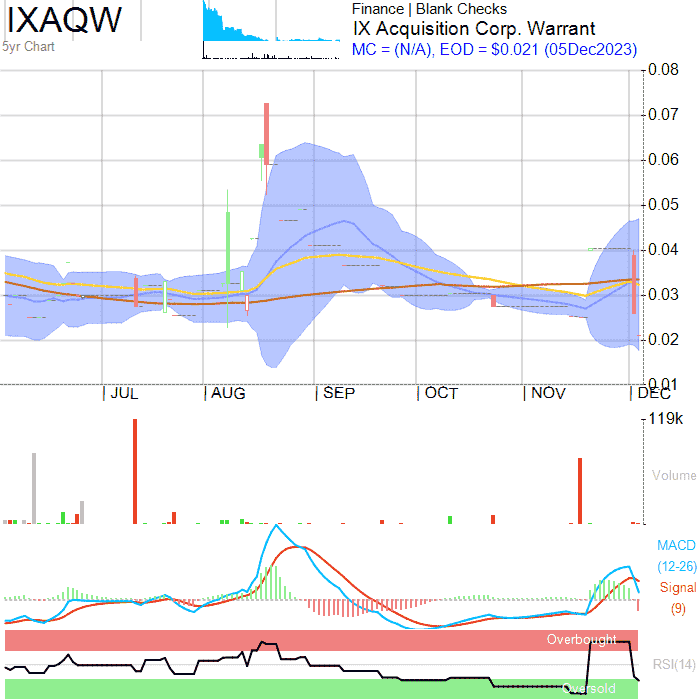 IXAQW
5yr Chart
Finance | Blank Checks
IX Acquisition Corp. Warrant
MC = (N/A), EOD = $0.021 (05Dec2023)
0.08
0.07
0.06
0.05
0.04
0.03
0.02
0.01
JUL
AUG
SEP
OCT
NOV
DEC
119k
Volume
MACD
(12-26)
Signal
(9)
Overbought
RSI(14)
Oversold